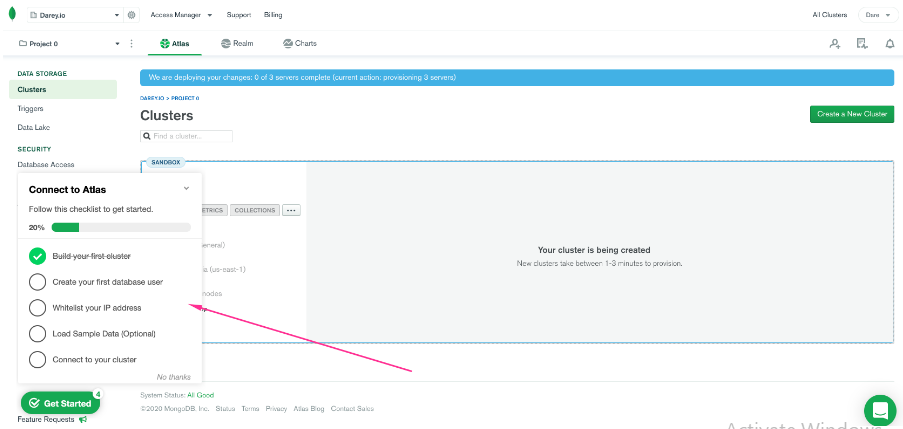 Darey.io
Access Manager
Support
Billing
All Clusters
Dare
Project 0
Atlas
Realm
Charts
DATA STORAGE
Clusters
Triggers
Data Lake
SECURITY
Database Access
We are deploying your changes: 0 of 3 servers complete (current action: provisioning 3 servers)
DAREY.IO > PROJECT 0
Clusters
Create a New Cluster
Find a cluster...
SANDBOX
Connect to Atlas
Follow this checklist to get started.
20%
Build your first cluster
Create your first database user
Whitelist your IP address
Load Sample Data (Optional)
Connect to your cluster
No thanks
COLLECTIONS
...
(us-east-1)
Your cluster is being created
New clusters take between 1-3 minutes to provision.
Get Started
4
Feature Requests
System Status: All Good
©2020 MongoDB, Inc. Status Terms Privacy Atlas Blog Contact Sales
Activate Windows